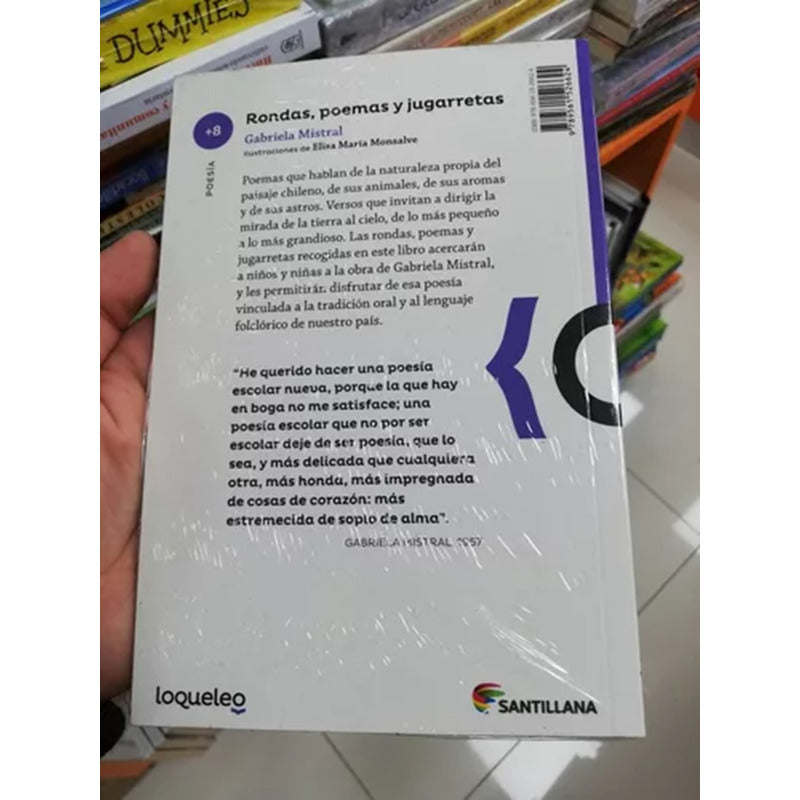 DUMMIES
Rondas, poemas y jugarretas
+8
Gabriela Mistral
Ilustraciones de Elisa María Monsalve
POESÍA
Poemas que hablan de la naturaleza propia del
paisaje chileno, de sus animales, de sus aromas
y de sus astros. Versos que invitan a dirigir la
mirada de la tierra al cielo, de lo más pequeño
a lo más grandioso. Las rondas, poemas y
jugarretas recogidas en este libro acercarán
a niños y niñas a la obra de Gabriela Mistral,
y les permitirán disfrutar de esa poesía
vinculada a la tradición oral y al lenguaje
folclórico de nuestro país.
"He querido hacer una poesía
escolar nueva, porque la que hay
en boga no me satisface; una
poesía escolar que no por ser
escolar deje de ser poesía, que lo
sea, y más delicada que cualquiera
otra, más honda, más impregnada
de cosas de corazón: más
estremecida de soplo de alma".
GABRIELA MISTRAL
loqueleo
SANTILLANA